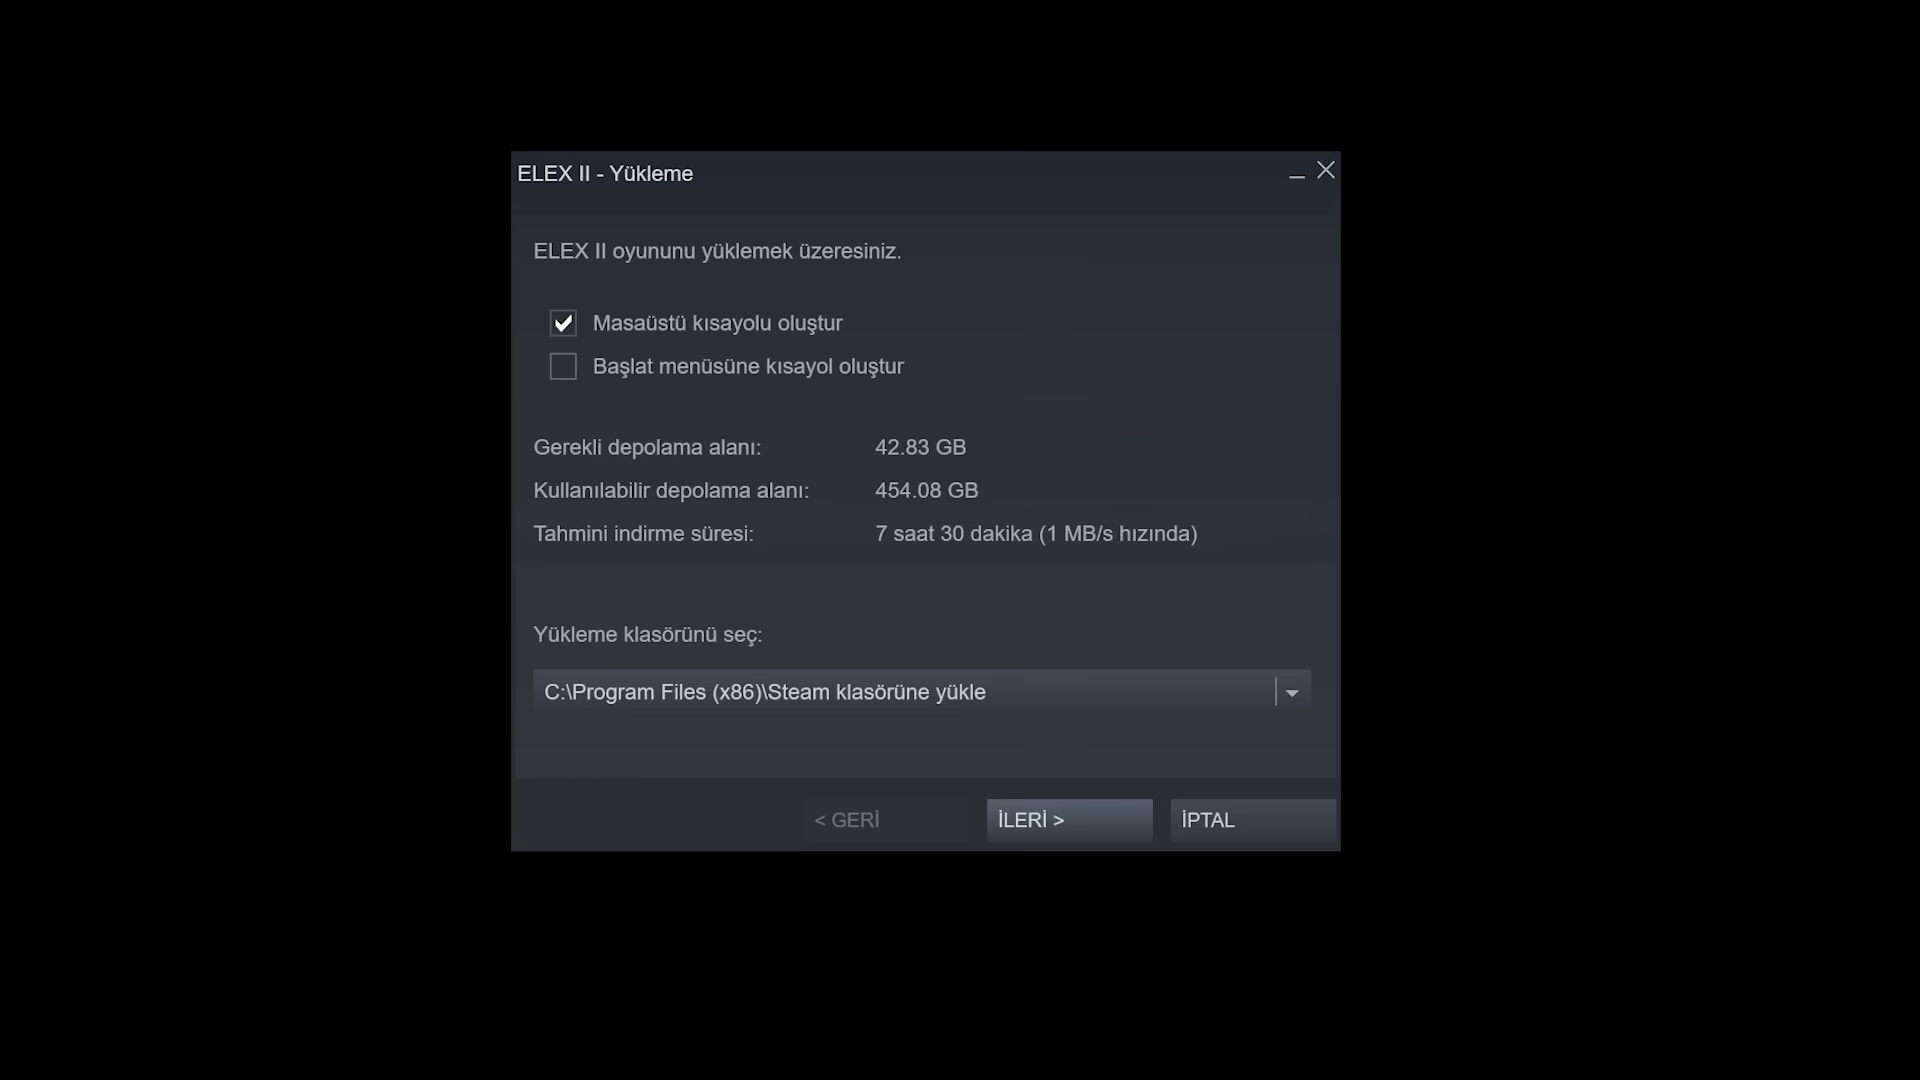 ELEX II - Yükleme
ELEX II oyununu yüklemek üzeresiniz.
Masaüstü kısayolu oluştur
Başlat menüsüne kısayol oluştur
Gerekli depolama alanı: 42.83 GB
Kullanılabilir depolama alanı: 454.08 GB
Tahmini indirme süresi: 7 saat 30 dakika (1 MB/s hızında)
Yükleme klasörünü seç:
C:\Program Files (x86)\Steam klasörüne yükle
< GERİ İLERİ > İPTAL